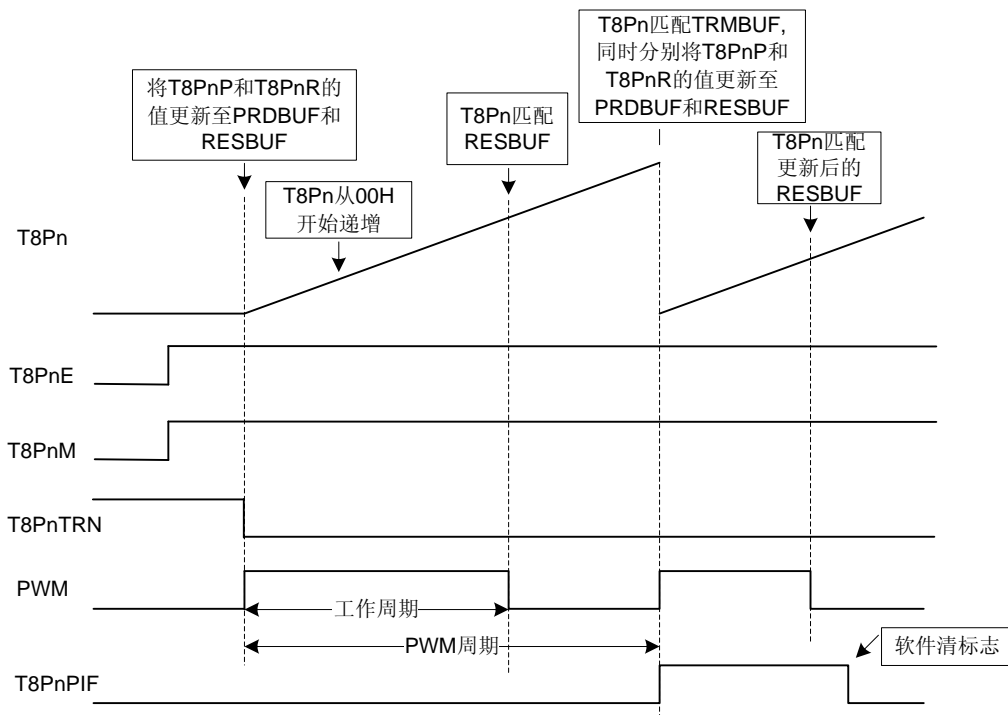 将T8PnP和T8PnR的
值更新至PRDBUF和
RESBUF
T8Pn从00H
开始递增
T8Pn匹配
RESBUF
T8Pn匹配TRMBUF,
同时分别将T8PnP和
T8PnR的值更新至
PRDBUF和RESBUF
T8Pn匹配
更新后的
RESBUF
T8Pn
T8PnE
T8PnM
T8PnTRN
PWM
工作周期
PWM周期
软件清标志
T8PnPIF